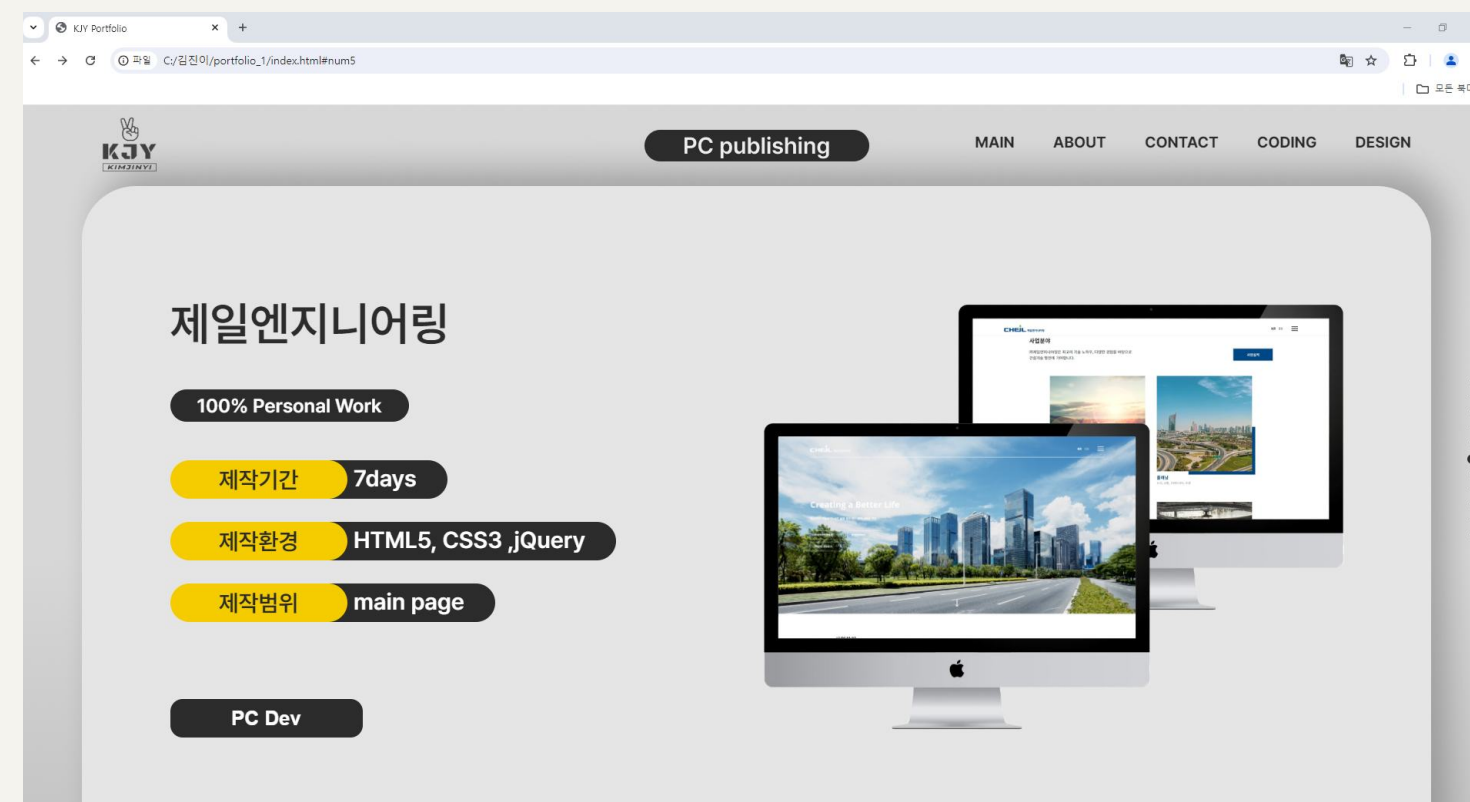 KJY Portfolio
파일 C:/김진이/portfolio_1/index.html#num5
모든 북마
KJY
KIMJINYI
PC publishing
MAIN ABOUT CONTACT CODING DESIGN
제일엔지니어링
100% Personal Work
제작기간 7days
제작환경 HTML5, CSS3 ,jQuery
제작범위 main page
PC Dev
CHEIL
사업분야
CHEIL
Creating a Better Life